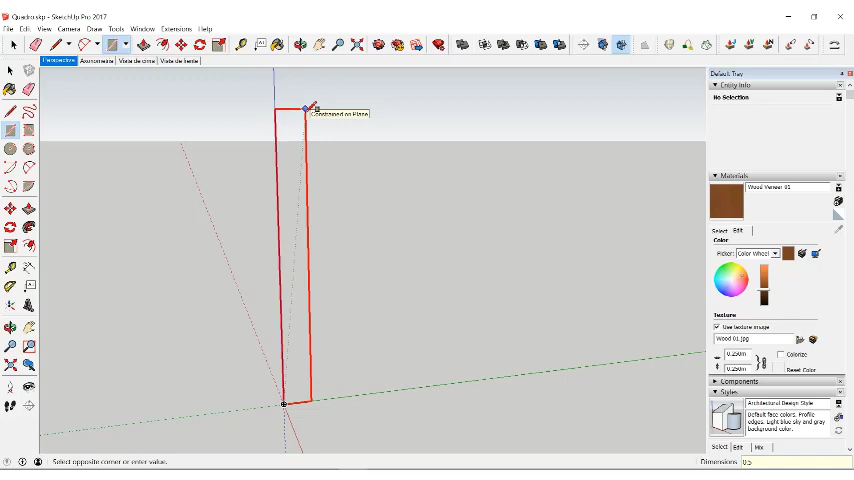 Quadro.skp - SketchUp Pro 2017
File Edit View Camera Draw Tools Window Extensions Help
Perspectiva Axonometria Vista de cima Vista de frente
Constrained on Plane
Default Tray
Entity Info
No Selection
Materials
Wood Veneer 01
Select Edit
Color
Picker: Color Wheel
Texture
Use texture image
Wood 01.jpg
0.250m Colorize
0.250m Reset Color
Components
Styles
Architectural Design Style
Default face colors. Profile
edges. Light blue sky and gray
background color.
Select Edit Mix
Select opposite corner or enter value.
Dimensions 0.5